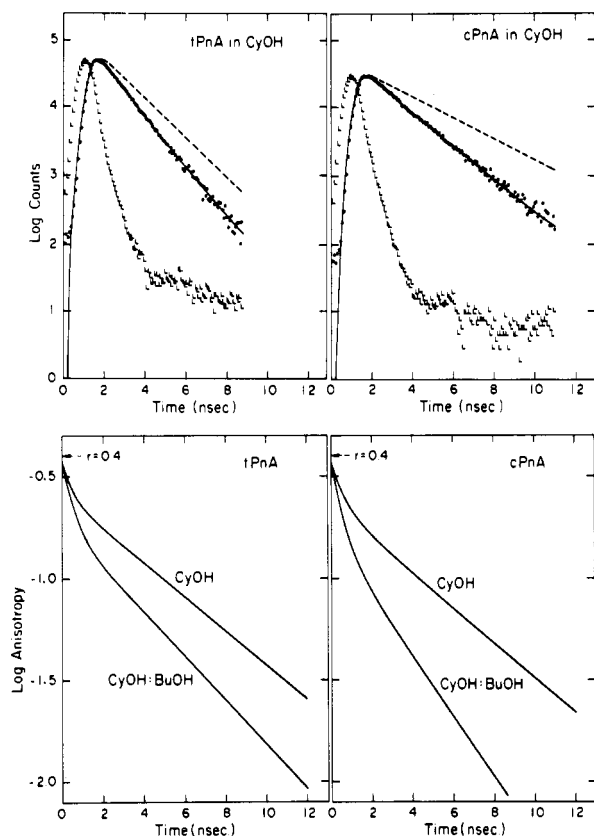 tPnA in CyOH
cPnA in CyOH
Log Counts
5
4
3
2
1
0
0 2 4 6 8 10 12
Time (nsec)
0 2 4 6 8 10 12
Time (nsec)
r=0.4
tPnA
r=0.4
cPnA
Log Anisotropy
-0.5
-1.0
-1.5
-2.0
CyOH
CyOH:BuOH
CyOH
CyOH:BuOH
0 2 4 6 8 10 12
Time(nsec)
0 2 4 6 8 10 12
Time(nsec)